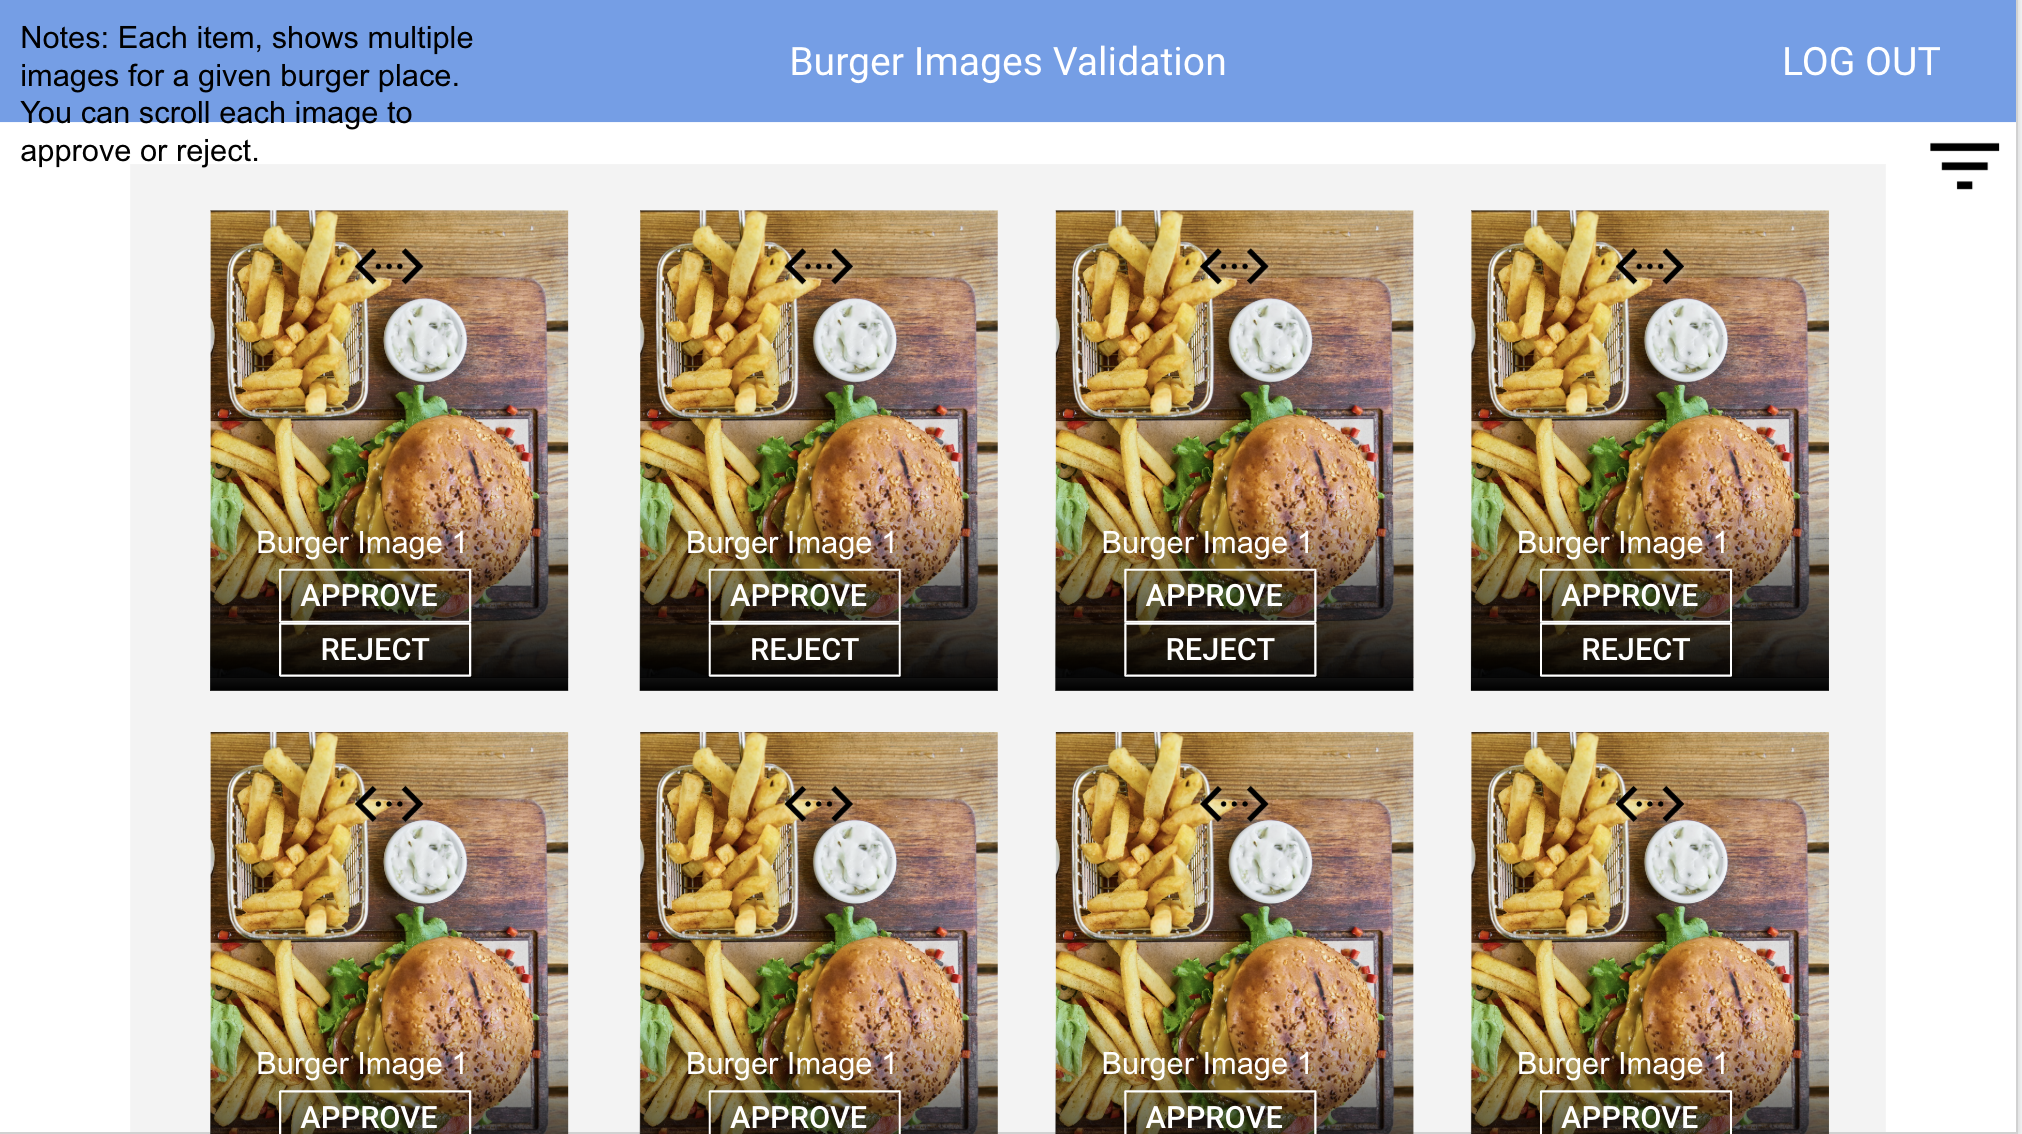 Notes: Each item, shows multiple
images for a given burger place.
You can scroll each image to
approve or reject.
Burger Images Validation
LOG OUT
Burger Image 1
APPROVE
REJECT
Burger Image 1
APPROVE
REJECT
Burger Image 1
APPROVE
REJECT
Burger Image 1
APPROVE
REJECT
Burger Image 1
APPROVE
Burger Image 1
APPROVE
Burger Image 1
APPROVE
Burger Image 1
APPROVE